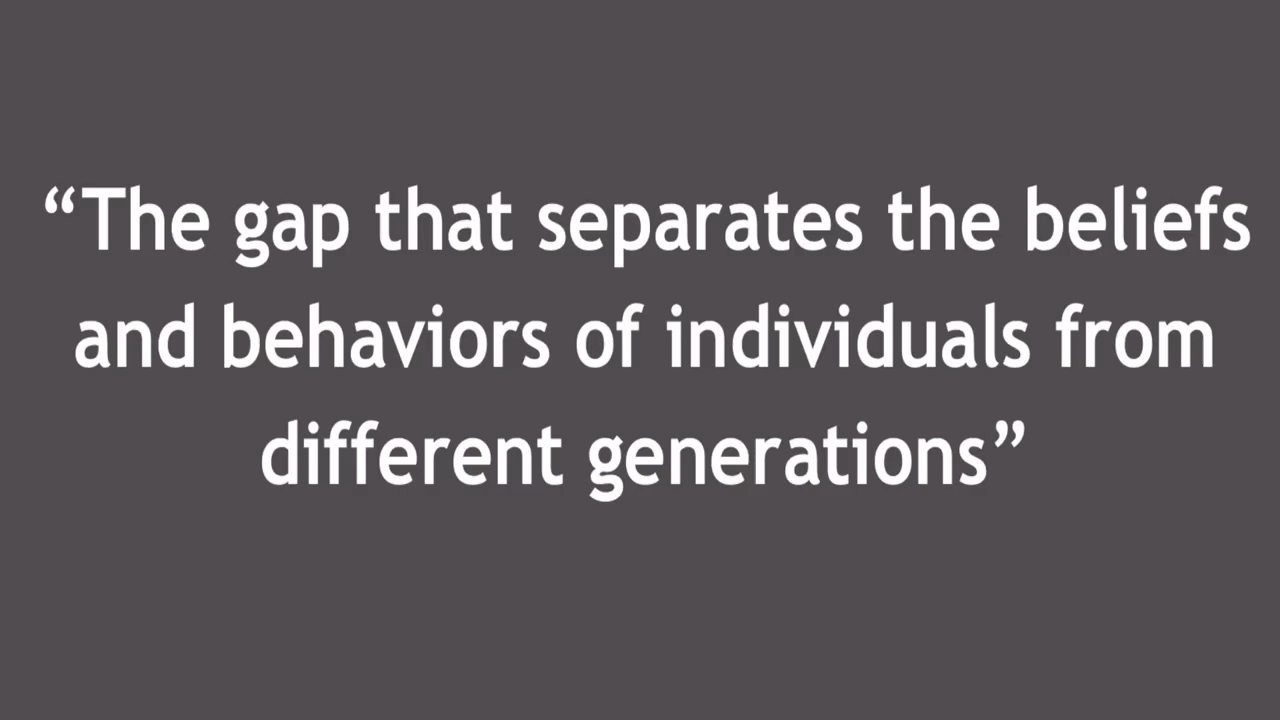 “The gap that separates the beliefs
and behaviors of individuals from
different generations”